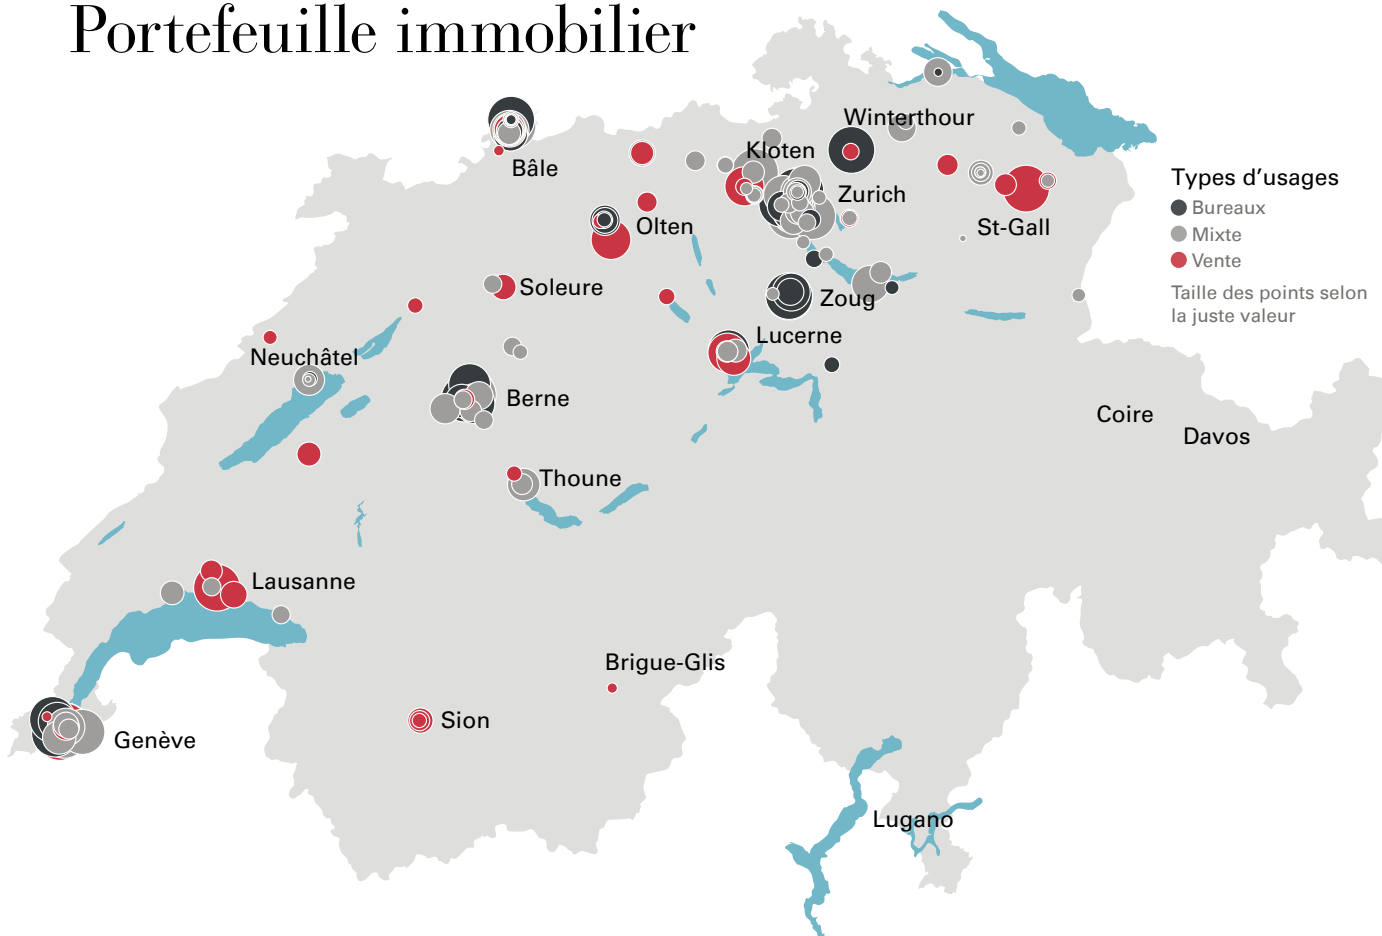 Portefeuille immobilier
Winterthour
Kloten
Bâle
Types d’usages
Bureaux
Mixte
Vente
Taille des points selon
la juste valeur
Zurich
Olten
St-Gall
Soleure
Zoug
Lucerne
Neuchâtel
Berne
Coire
Davos
Thoune
Lausanne
Brigue-Glis
Sion
Genève
Lugano